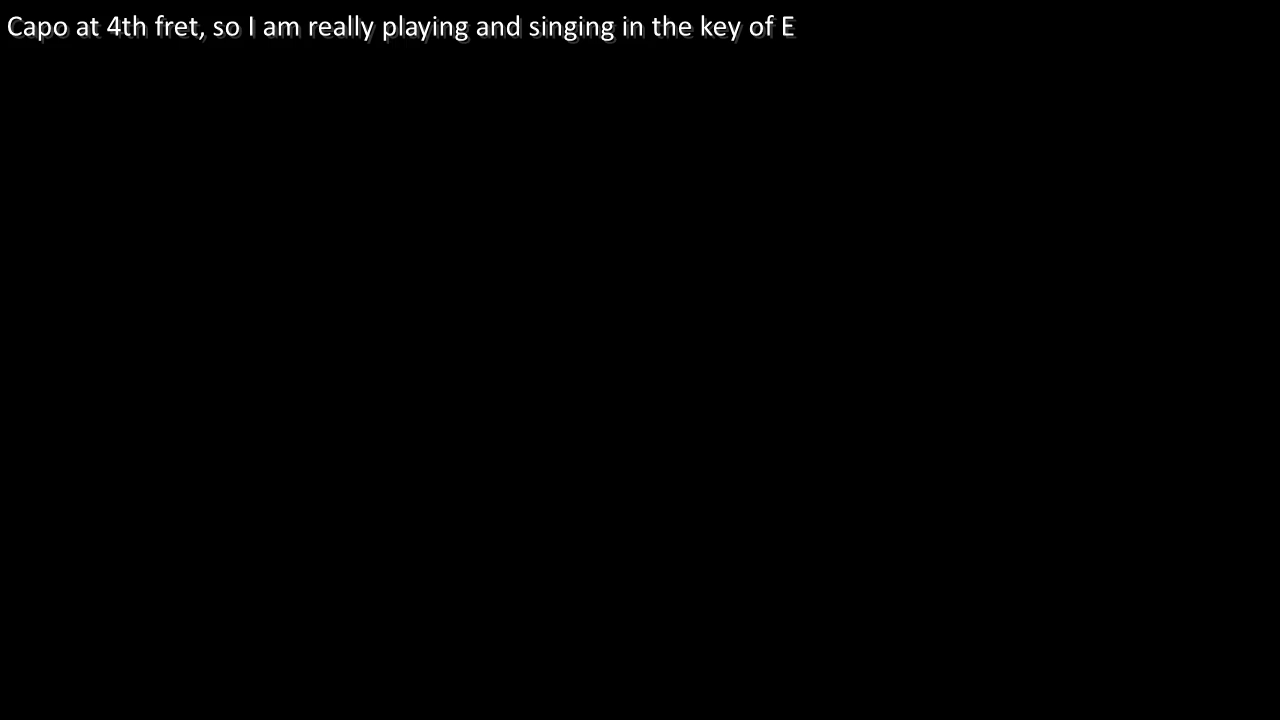 Capo at 4th fret, so I am really playing and singing in the key of E